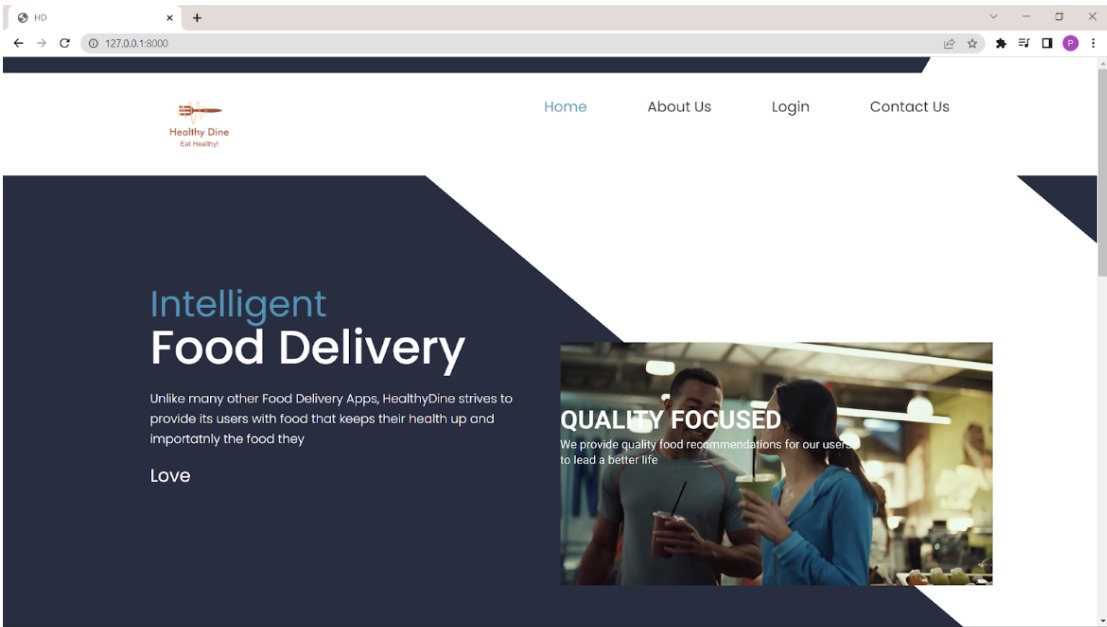 HD
127.0.0.1:8000
P
Healthy Dine
Eat Healthy!
Home About Us Login Contact Us
Intelligent
Food Delivery
Unlike many other Food Delivery Apps, HealthyDine strives to
provide its users with food that keeps their health up and
importatnly the food they
Love
QUALITY FOCUSED
We provide quality food recommendations for our users
to lead a better life